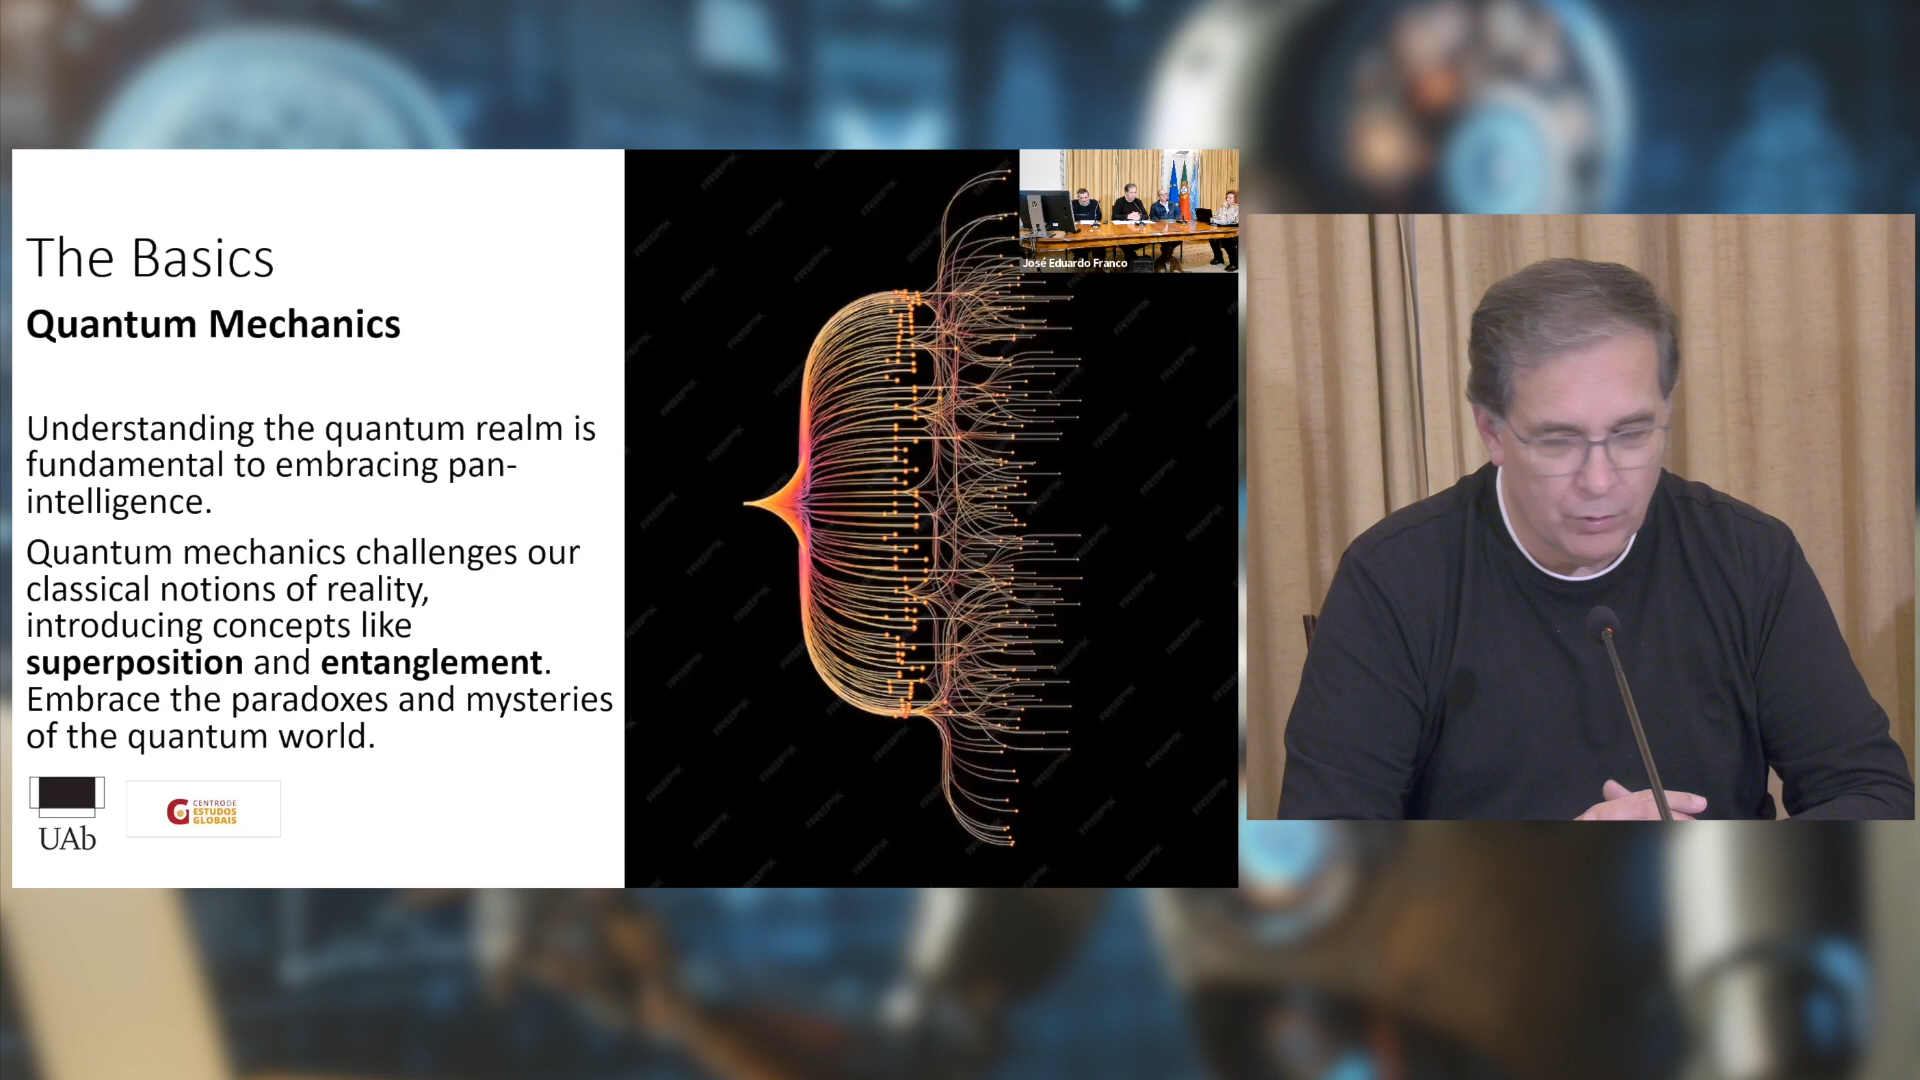 The Basics
Quantum Mechanics
Understanding the quantum realm is
fundamental to embracing pan-
intelligence.
Quantum mechanics challenges our
classical notions of reality,
introducing concepts like
superposition and entanglement.
Embrace the paradoxes and mysteries
of the quantum world.
UAb
CENTRO DE
ESTUDOS
GLOBAIS
José Eduardo Franco
FREEPIK